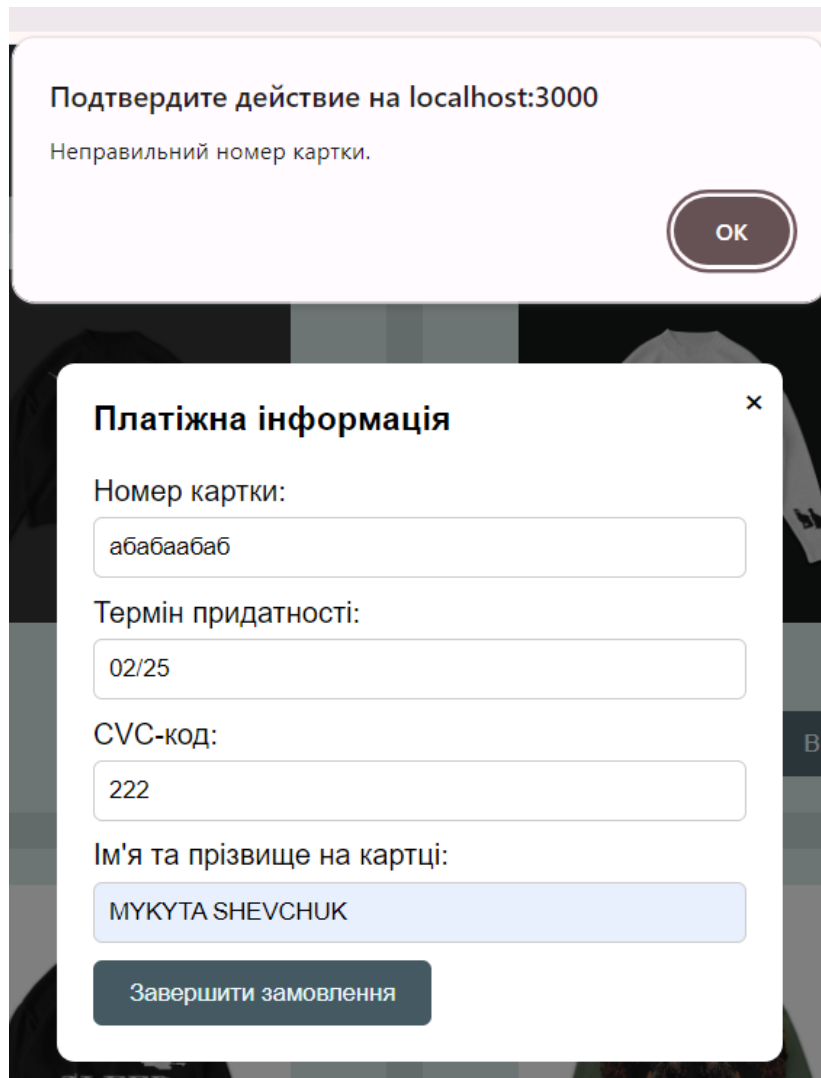 Подтвердите действие на localhost:3000
Неправильний номер картки.
ОК
Платіжна інформація
×
Номер картки:
абабаабаб
Термін придатності:
02/25
CVC-код:
222
Ім'я та прізвище на картці:
MYKYTA SHEVCHUK
Завершити замовлення